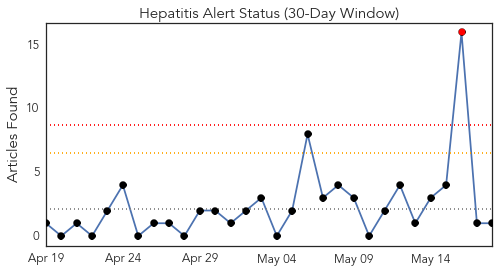 Hepatitis Alert Status (30-Day Window)
Articles Found
15
10
5
0
Apr 19 Apr 24 Apr 29 May 04 May 09 May 14